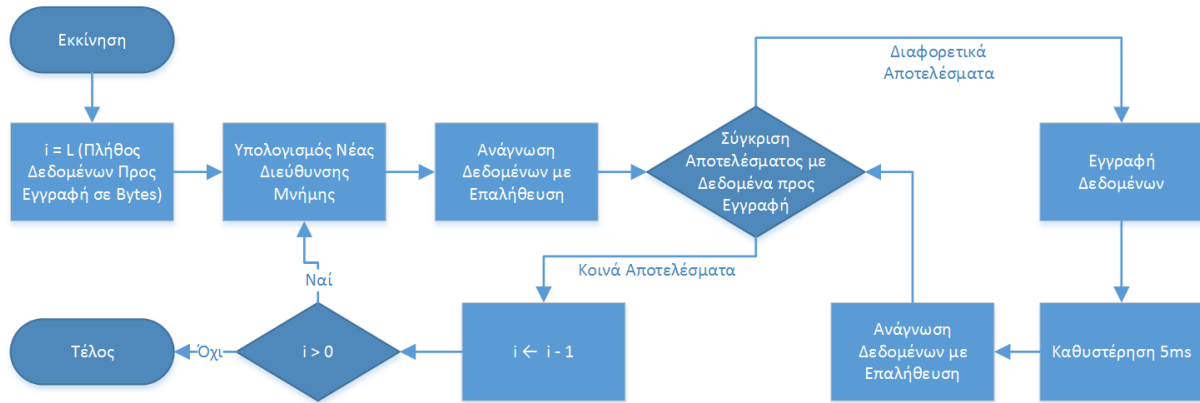 Εκκίνηση
i = L (Πλήθος
Δεδομένων Προς
Εγγραφή σε Bytes)
Υπολογισμός Νέας
Διεύθυνσης
Μνήμης
Ανάγνωση
Δεδομένων με
Επαλήθευση
Σύγκριση
Αποτελέσματος με
Δεδομένα προς
Εγγραφή
Διαφορετικά
Αποτελέσματα
Εγγραφή
Δεδομένων
Καθυστέρηση 5ms
Ανάγνωση
Δεδομένων με
Επαλήθευση
Κοινά Αποτελέσματα
i ← i - 1
i > 0
Ναί
Όχι
Τέλος